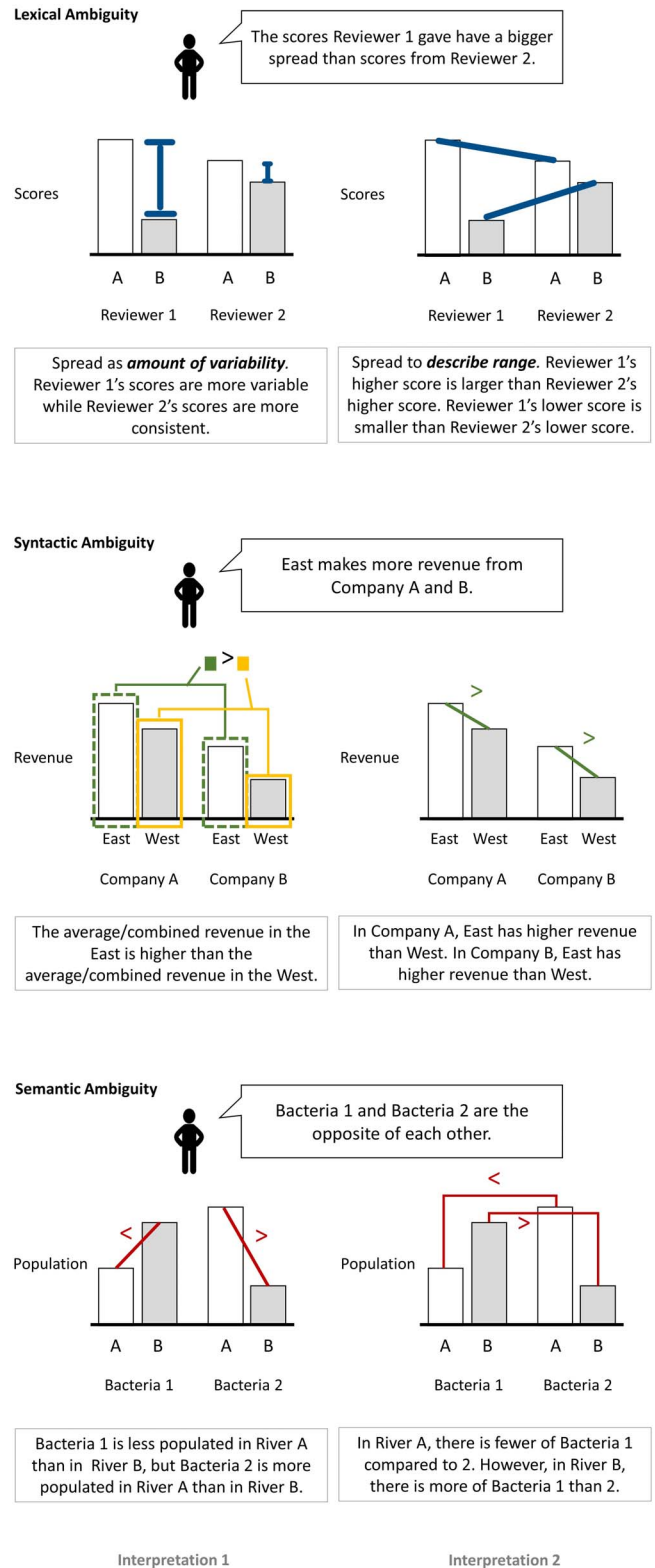 Lexical Ambiguity
The scores Reviewer 1 gave have a bigger
spread than scores from Reviewer 2.
Scores
A B A B
Reviewer 1 Reviewer 2
Scores
A B A B
Reviewer 1 Reviewer 2
Spread as amount of variability.
Reviewer 1's scores are more variable
while Reviewer 2's scores are more
consistent.
Spread to describe range. Reviewer 1's
higher score is larger than Reviewer 2's
higher score. Reviewer 1's lower score is
smaller than Reviewer 2's lower score.
Syntactic Ambiguity
East makes more revenue from
Company A and B.
>
Revenue
East West East West
Company A Company B
>
>
Revenue
East West East West
Company A Company B
The average/combined revenue in the
East is higher than the
average/combined revenue in the West.
In Company A, East has higher revenue
than West. In Company B, East has
higher revenue than West.
Semantic Ambiguity
Bacteria 1 and Bacteria 2 are the
opposite of each other.
< >
Population
A B A B
Bacteria 1 Bacteria 2
<
>
Population
A B A B
Bacteria 1 Bacteria 2
Bacteria 1 is less populated in River A
than in River B, but Bacteria 2 is more
populated in River A than in River B.
In River A, there is fewer of Bacteria 1
compared to 2. However, in River B,
there is more of Bacteria 1 than 2.
Interpretation 1
Interpretation 2